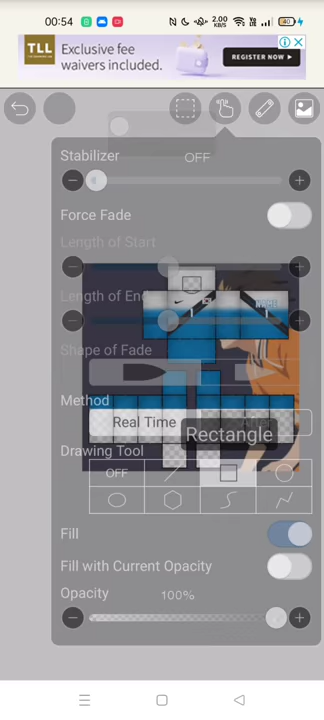 00:54
2.00
KB/S
40
TLL
Exclusive fee
waivers included.
REGISTER NOW
Stabilizer
OFF
Force Fade
Length of Start
Length of End
Shape of Fade
Method
Real Time
Rectangle
Drawing Tool
OFF
Fill
Fill with Current Opacity
Opacity
100%